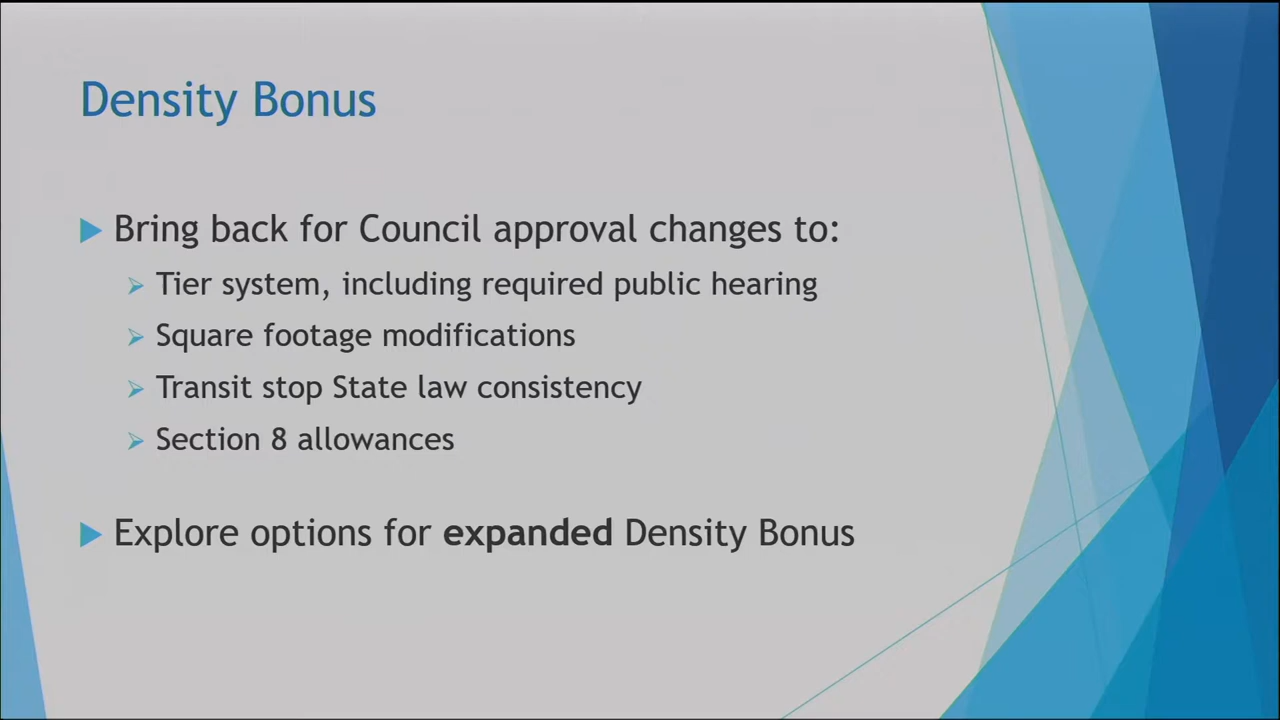 Density Bonus
Bring back for Council approval changes to:
Tier system, including required public hearing
Square footage modifications
Transit stop State law consistency
Section 8 allowances
Explore options for expanded Density Bonus